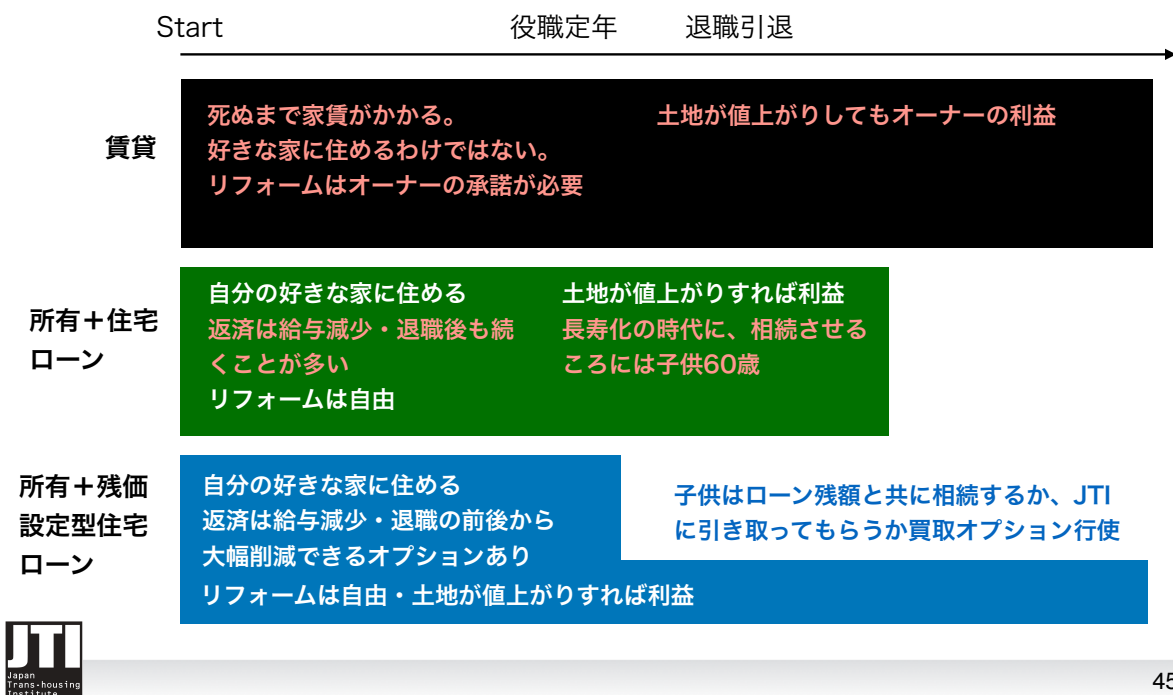 Start 役職定年 退職引退
賃貸
死ぬまで家賃がかかる。
好きな家に住めるわけではない。
リフォームはオーナーの承諾が必要
土地が値上がりしてもオーナーの利益
所有＋住宅
ローン
自分の好きな家に住める
返済は給与減少・退職後も続
くことが多い
リフォームは自由
土地が値上がりすれば利益
長寿化の時代に、相続させる
ころには子供60歳
所有＋残価
設定型住宅
ローン
自分の好きな家に住める
返済は給与減少・退職の前後から
大幅削減できるオプションあり
リフォームは自由・土地が値上がりすれば利益
子供はローン残額と共に相続するか、JTI
に引き取ってもらうか買取オプション行使
JTI
Japan
Trans-housing
Institute
45